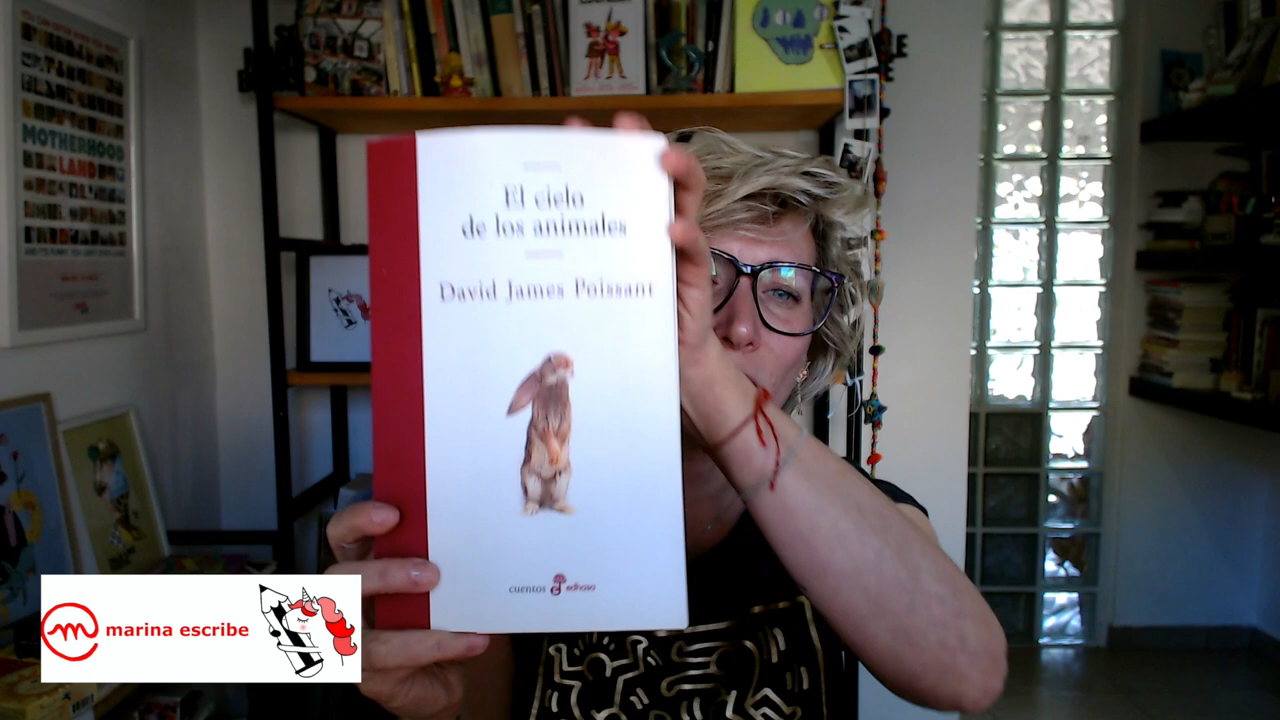 MOTHERHOOD
LAND
El cielo
de los animales
David James Poissant
cuentos edhasa
marina escribe